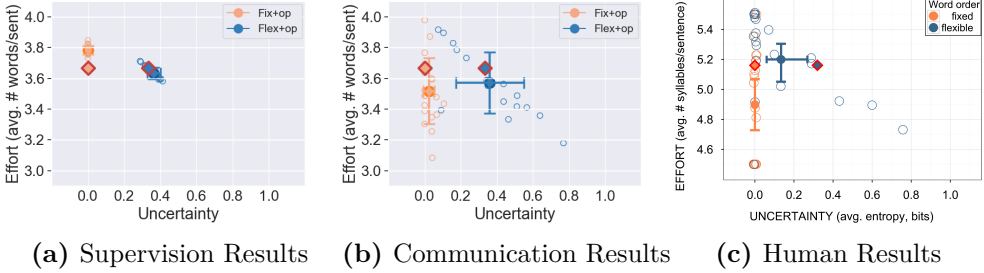 Effort (avg. # words/sent)
4.0
3.8
3.6
3.4
3.2
3.0
0.0 0.2 0.4 0.6 0.8 1.0
Uncertainty
Fix+op
Flex+op
(a) Supervision Results
Effort (avg. # words/sent)
4.0
3.8
3.6
3.4
3.2
3.0
0.0 0.2 0.4 0.6 0.8 1.0
Uncertainty
Fix+op
Flex+op
(b) Communication Results
EFFORT (avg. # syllables/sentence)
5.4
5.2
5.0
4.8
4.6
0.0 0.2 0.4 0.6 0.8 1.0
UNCERTAINTY (avg. entropy, bits)
Word order
fixed
flexible
(c) Human Results